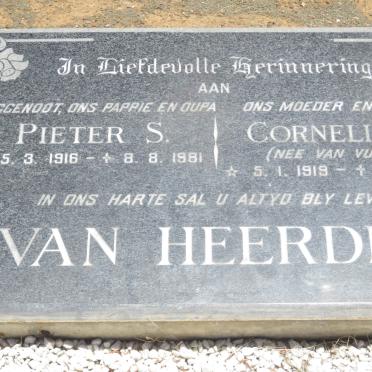 In Liefdevolle Herinnering
AAN
ONS PAPPIE EN OUPA
ONS MODER EN
PIETER S.
CORNELI
(NEE VAN VU
5. 3. 1916 - ✝ 8. 8. 1981
☆ 5. 1. 1919 - ✝
IN ONS HARTE SAL U ALTYD BLY LEW
VAN HEERD